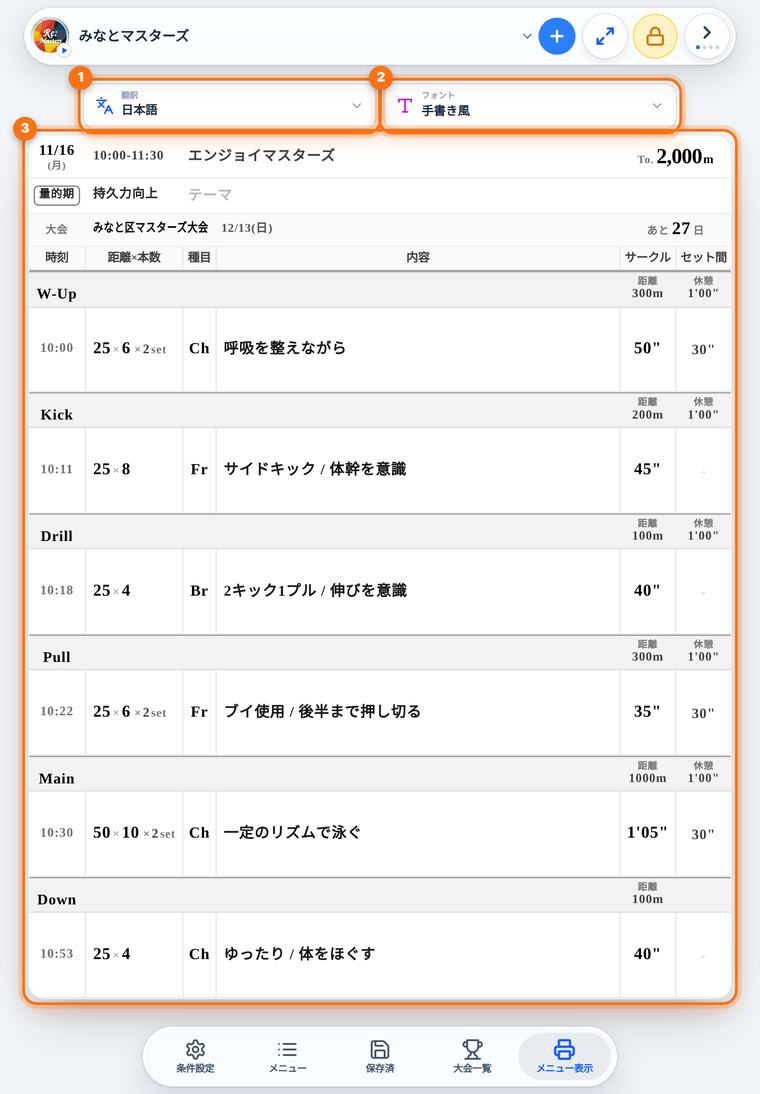 Re:
Masters
みなとマスターズ
1
2
翻訳
日本語
フォント
手書き風
3
11/16
(月)
10:00-11:30
エンジョイマスターズ
To. 2,000m
量的期
持久力向上
テーマ
大会
みなと区マスターズ大会
12/13(日)
あと 27 日
時刻 距離×本数 種目 内容 サークル セット間
W-Up 距離 300m 休憩 1'00"
10:00 25×6 ×2set Ch 呼吸を整えながら 50" 30"
Kick 距離 200m 休憩 1'00"
10:11 25×8 Fr サイドキック / 体幹を意識 45" -
Drill 距離 100m 休憩 1'00"
10:18 25×4 Br 2キック1プル / 伸びを意識 40" -
Pull 距離 300m 休憩 1'00"
10:22 25×6 ×2set Fr ブイ使用 / 後半まで押し切る 35" 30"
Main 距離 1000m 休憩 1'00"
10:30 50×10 ×2set Ch 一定のリズムで泳ぐ 1'05" 30"
Down 距離 100m
10:53 25×4 Ch ゆったり / 体をほぐす 40" -
条件設定
メニュー
保存済
大会一覧
メニュー表示